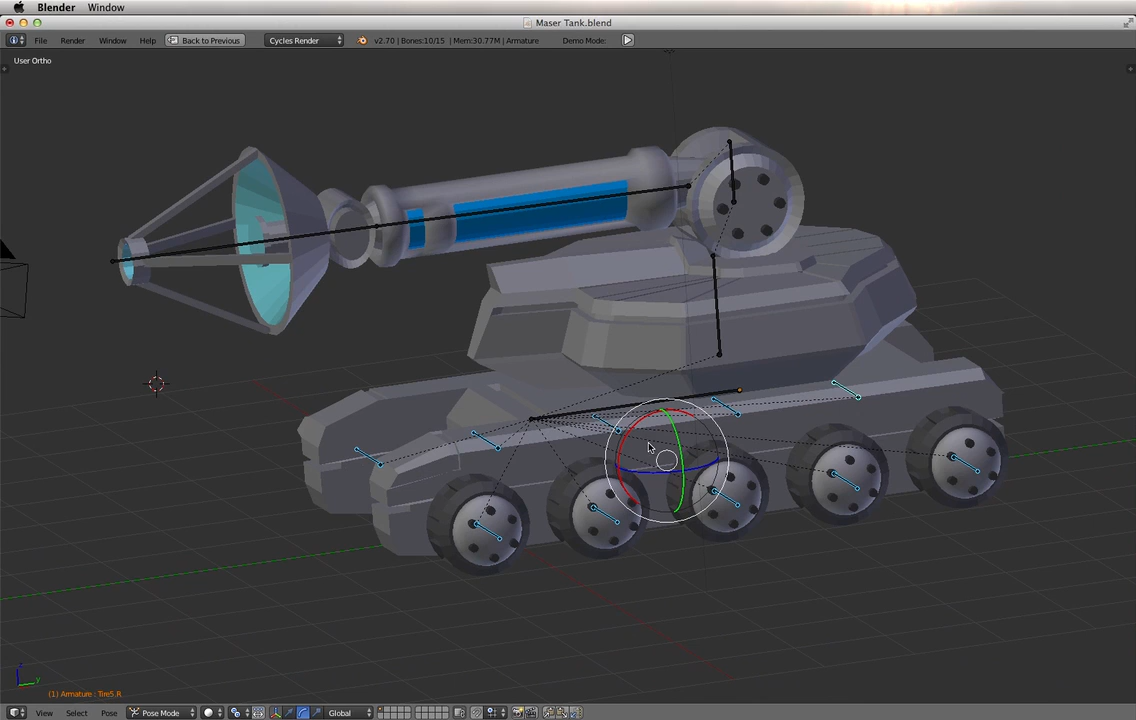 Blender Window
Maser Tank.blend
File Render Window Help Back to Previous Cycles Render v2.70 | Bones:10/15 | Mem:30.77M | Armature Demo Mode:
User Ortho
z
y
(1) Armature : Tire5.R
View Select Pose Pose Mode Global